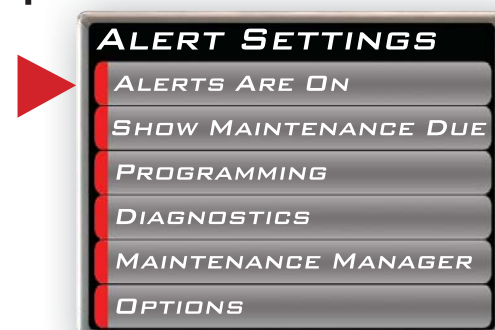 ALERT SETTINGS
ALERTS ARE ON
SHOW MAINTENANCE DUE
PROGRAMMING
DIAGNOSTICS
MAINTENANCE MANAGER
OPTIONS